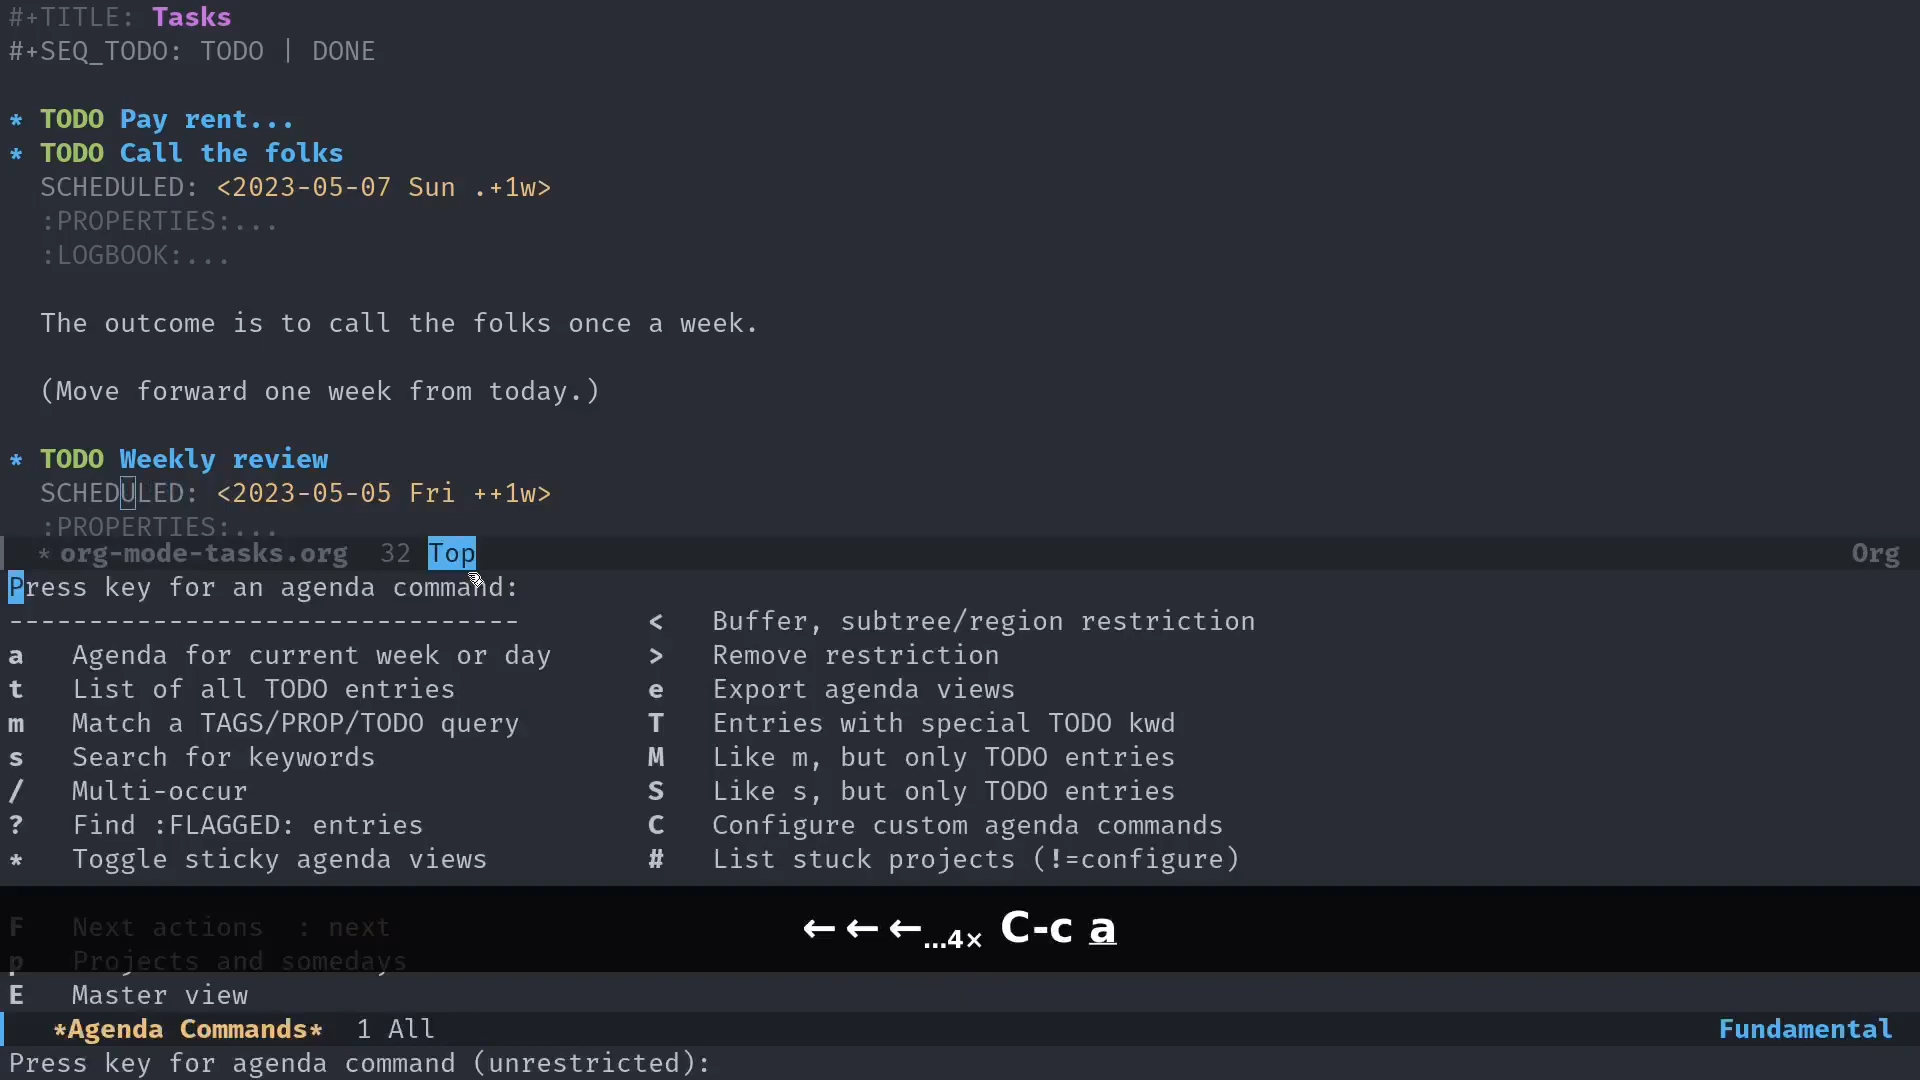 #+TITLE: Tasks
#+SEQ_TODO: TODO | DONE
* TODO Pay rent...
* TODO Call the folks
SCHEDULED: <2023-05-07 Sun .+1w>
:PROPERTIES:...
:LOGBOOK:...
The outcome is to call the folks once a week.
(Move forward one week from today.)
* TODO Weekly review
SCHEDULED: <2023-05-05 Fri ++1w>
:PROPERTIES:...
* org-mode-tasks.org 32 Top Org
Press key for an agenda command:
-------------------------------- < Buffer, subtree/region restriction
a Agenda for current week or day > Remove restriction
t List of all TODO entries e Export agenda views
m Match a TAGS/PROP/TODO query T Entries with special TODO kwd
s Search for keywords M Like m, but only TODO entries
/ Multi-occur S Like s, but only TODO entries
? Find :FLAGGED: entries C Configure custom agenda commands
* Toggle sticky agenda views # List stuck projects (!=configure)
F Next actions : next
←←←...4× C-c a
p Projects and somedays
E Master view
*Agenda Commands* 1 All Fundamental
Press key for agenda command (unrestricted):